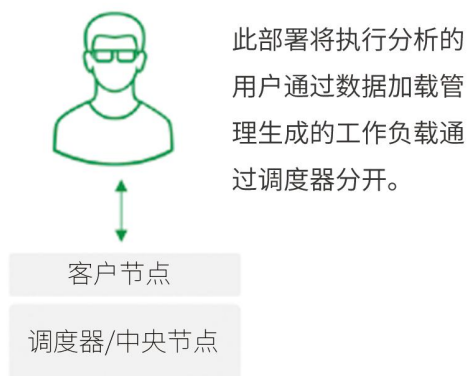 此部署将执行分析的
用户通过数据加载管
理生成的工作负载通
过调度器分开。
客户节点
调度器/中央节点